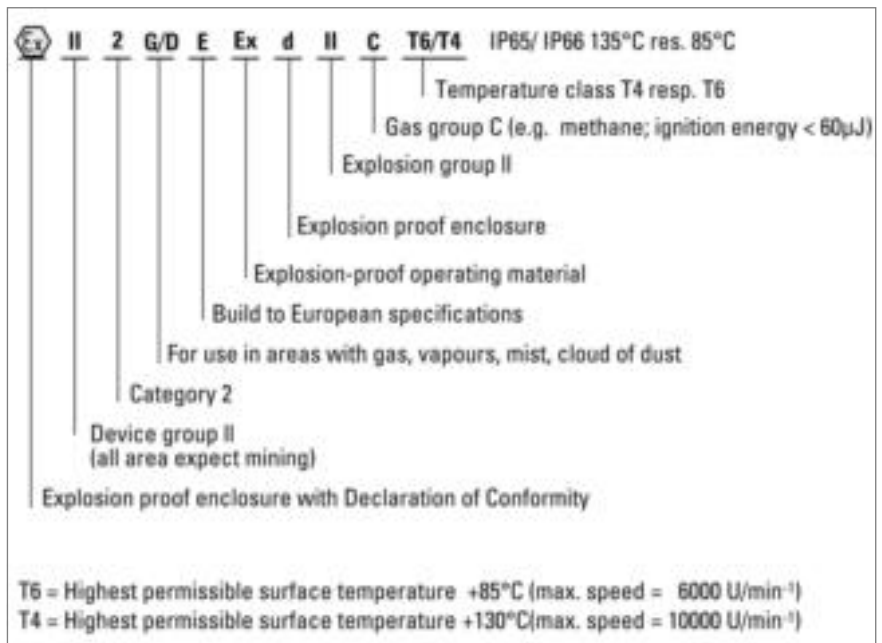 Ex II 2 G/D E Ex d II C T6/T4 IP65/ IP66 135°C res. 85°C
Temperature class T4 resp. T6
Gas group C (e.g. methane; ignition energy < 60µJ)
Explosion group II
Explosion proof enclosure
Explosion-proof operating material
Build to European specifications
For use in areas with gas, vapours, mist, cloud of dust
Category 2
Device group II
(all area expect mining)
Explosion proof enclosure with Declaration of Conformity
T6 = Highest permissible surface temperature +85°C (max. speed = 6000 U/min⁻¹)
T4 = Highest permissible surface temperature +130°C(max. speed = 10000 U/min⁻¹)